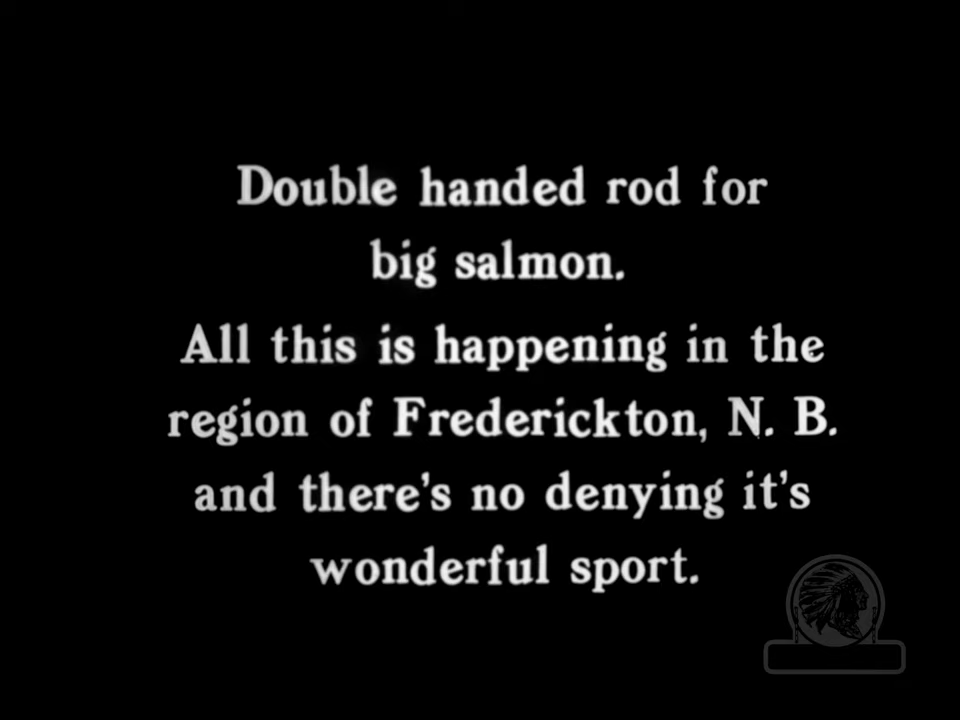 Double handed rod for
big salmon.
All this is happening in the
region of Frederickton, N. B.
and there's no denying it's
wonderful sport.